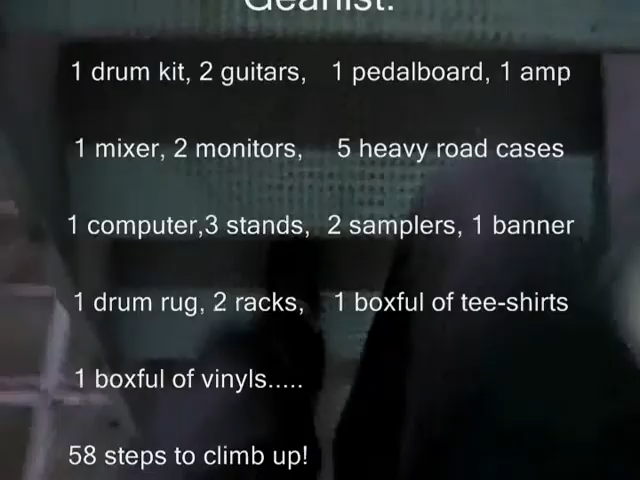 Gearlist:
1 drum kit, 2 guitars, 1 pedalboard, 1 amp
1 mixer, 2 monitors, 5 heavy road cases
1 computer,3 stands, 2 samplers, 1 banner
1 drum rug, 2 racks, 1 boxful of tee-shirts
1 boxful of vinyls.....
58 steps to climb up!